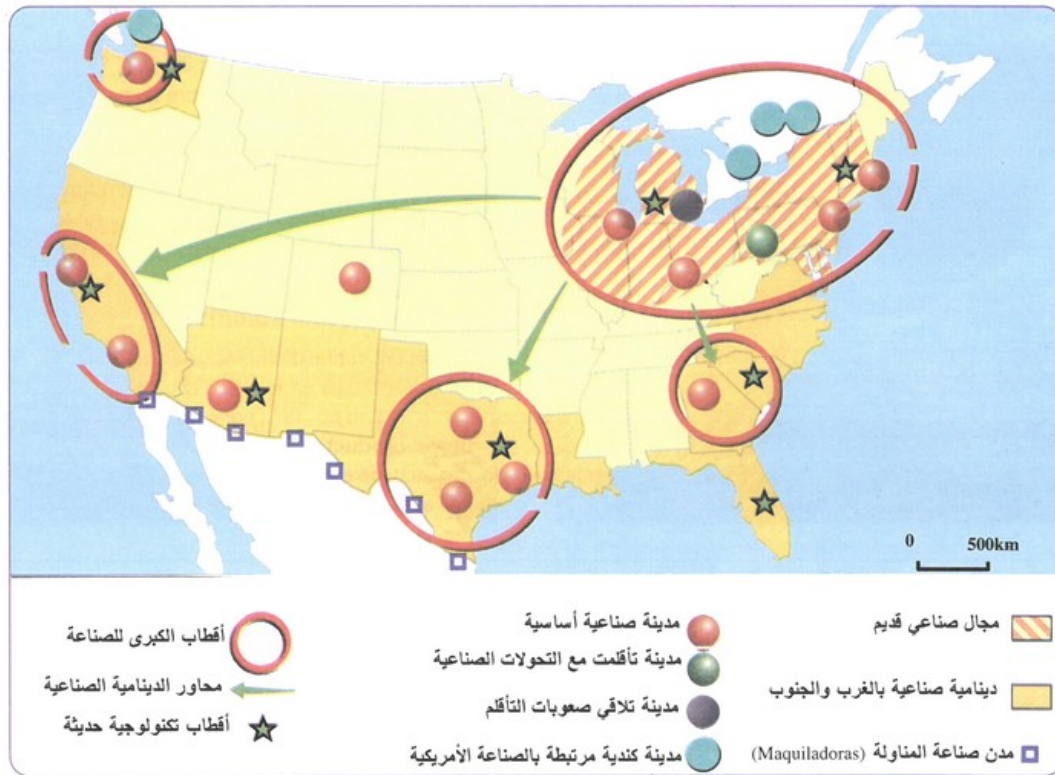 0 500km
مجال صناعي قديم
دينامية صناعية بالغرب والجنوب
مدن صناعة المناولة (Maquiladoras)
مدينة صناعية أساسية
مدينة تأقلمت مع التحولات الصناعية
مدينة تلاقي صعوبات التأقلم
مدينة كندية مرتبطة بالصناعة الأمريكية
أقطاب الكبرى للصناعة
محاور الدينامية الصناعية
أقطاب تكنولوجية حديثة